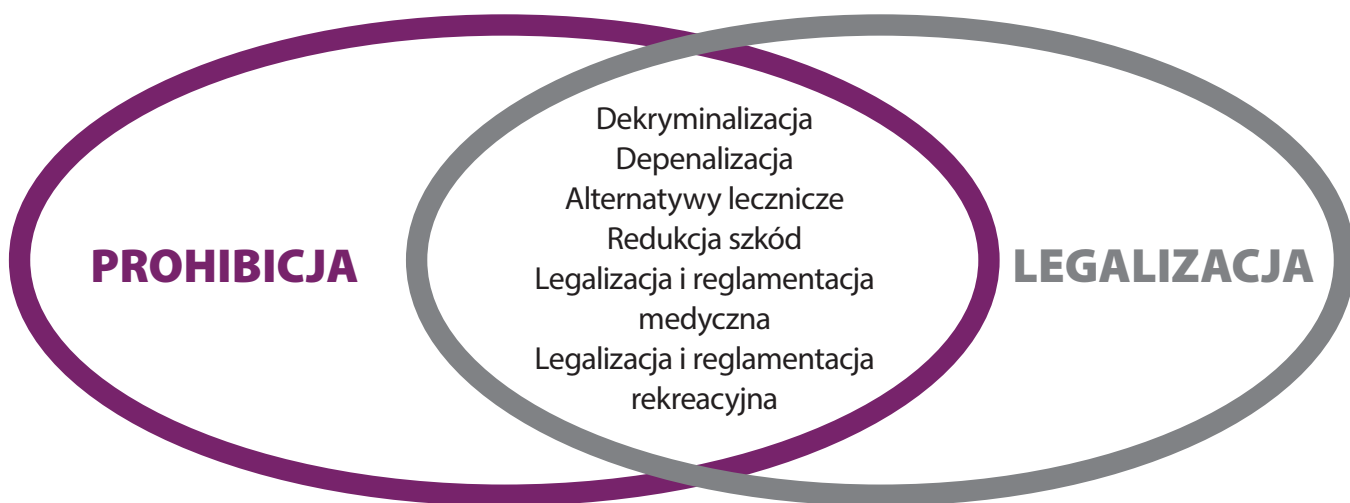 PROHIBICJA
Dekryminalizacja
Depenalizacja
Alternatywy lecznicze
Redukcja szkód
Legalizacja i reglamentacja
medyczna
Legalizacja i reglamentacja
rekreacyjna
LEGALIZACJA